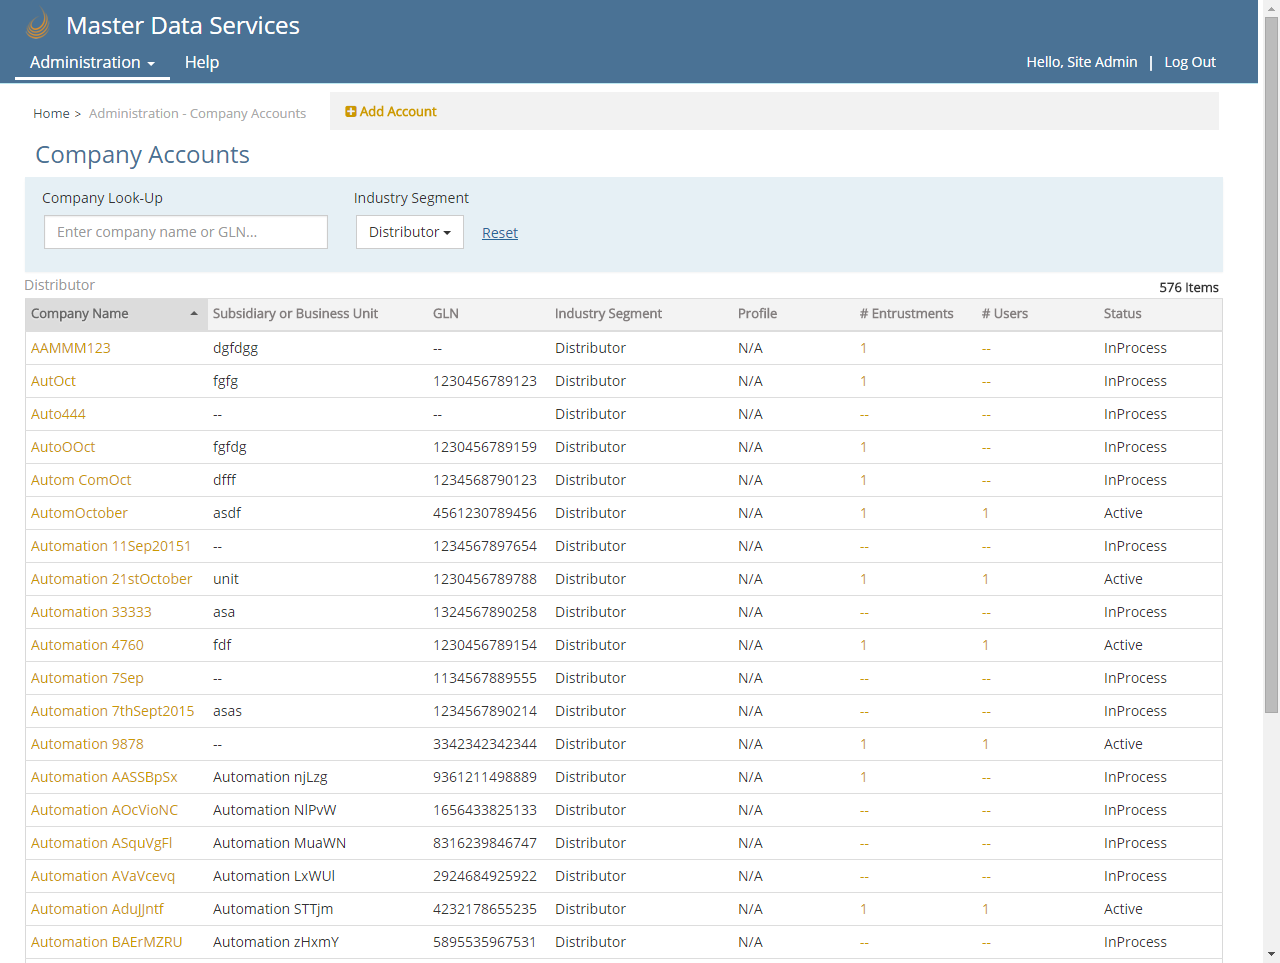 Master Data Services
Administration Help Hello, Site Admin | Log Out
Home > Administration - Company Accounts Add Account
Company Accounts
Company Look-Up Industry Segment
Enter company name or GLN... Distributor Reset
Distributor 576 Items
Company Name Subsidiary or Business Unit GLN Industry Segment Profile # Entrustments # Users Status
AAMMM123 dgfdgg -- Distributor N/A 1 -- InProcess
AutOct fgfg 1230456789123 Distributor N/A 1 -- InProcess
Auto444 -- -- Distributor N/A -- -- InProcess
AutoOOct fgfdg 1230456789159 Distributor N/A 1 -- InProcess
Autom ComOct dfff 1234568790123 Distributor N/A 1 -- InProcess
AutomOctober asdf 4561230789456 Distributor N/A 1 1 Active
Automation 11Sep20151 -- 1234567897654 Distributor N/A -- -- InProcess
Automation 21stOctober unit 1230456789788 Distributor N/A 1 1 Active
Automation 33333 asa 1324567890258 Distributor N/A -- -- InProcess
Automation 4760 fdf 1230456789154 Distributor N/A 1 1 Active
Automation 7Sep -- 1134567889555 Distributor N/A -- -- InProcess
Automation 7thSept2015 asas 1234567890214 Distributor N/A -- -- InProcess
Automation 9878 -- 3342342342344 Distributor N/A 1 1 Active
Automation AASSBpSx Automation njLzg 9361211498889 Distributor N/A 1 -- InProcess
Automation AOcVioNC Automation NlPvW 1656433825133 Distributor N/A -- -- InProcess
Automation ASquVgFl Automation MuaWN 8316239846747 Distributor N/A -- -- InProcess
Automation AVaVcevq Automation LxWUl 2924684925922 Distributor N/A -- -- InProcess
Automation AduJJntf Automation STTjm 4232178655235 Distributor N/A 1 1 Active
Automation BAErMZRU Automation zHxmY 5895535967531 Distributor N/A -- -- InProcess